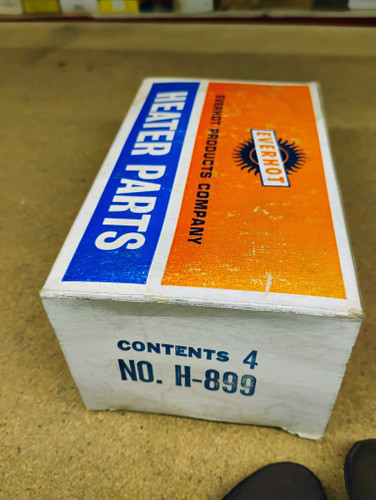 HEATER PARTS
EVERHOT PRODUCTS COMPANY
EVERHOT
CONTENTS 4
NO. H-899